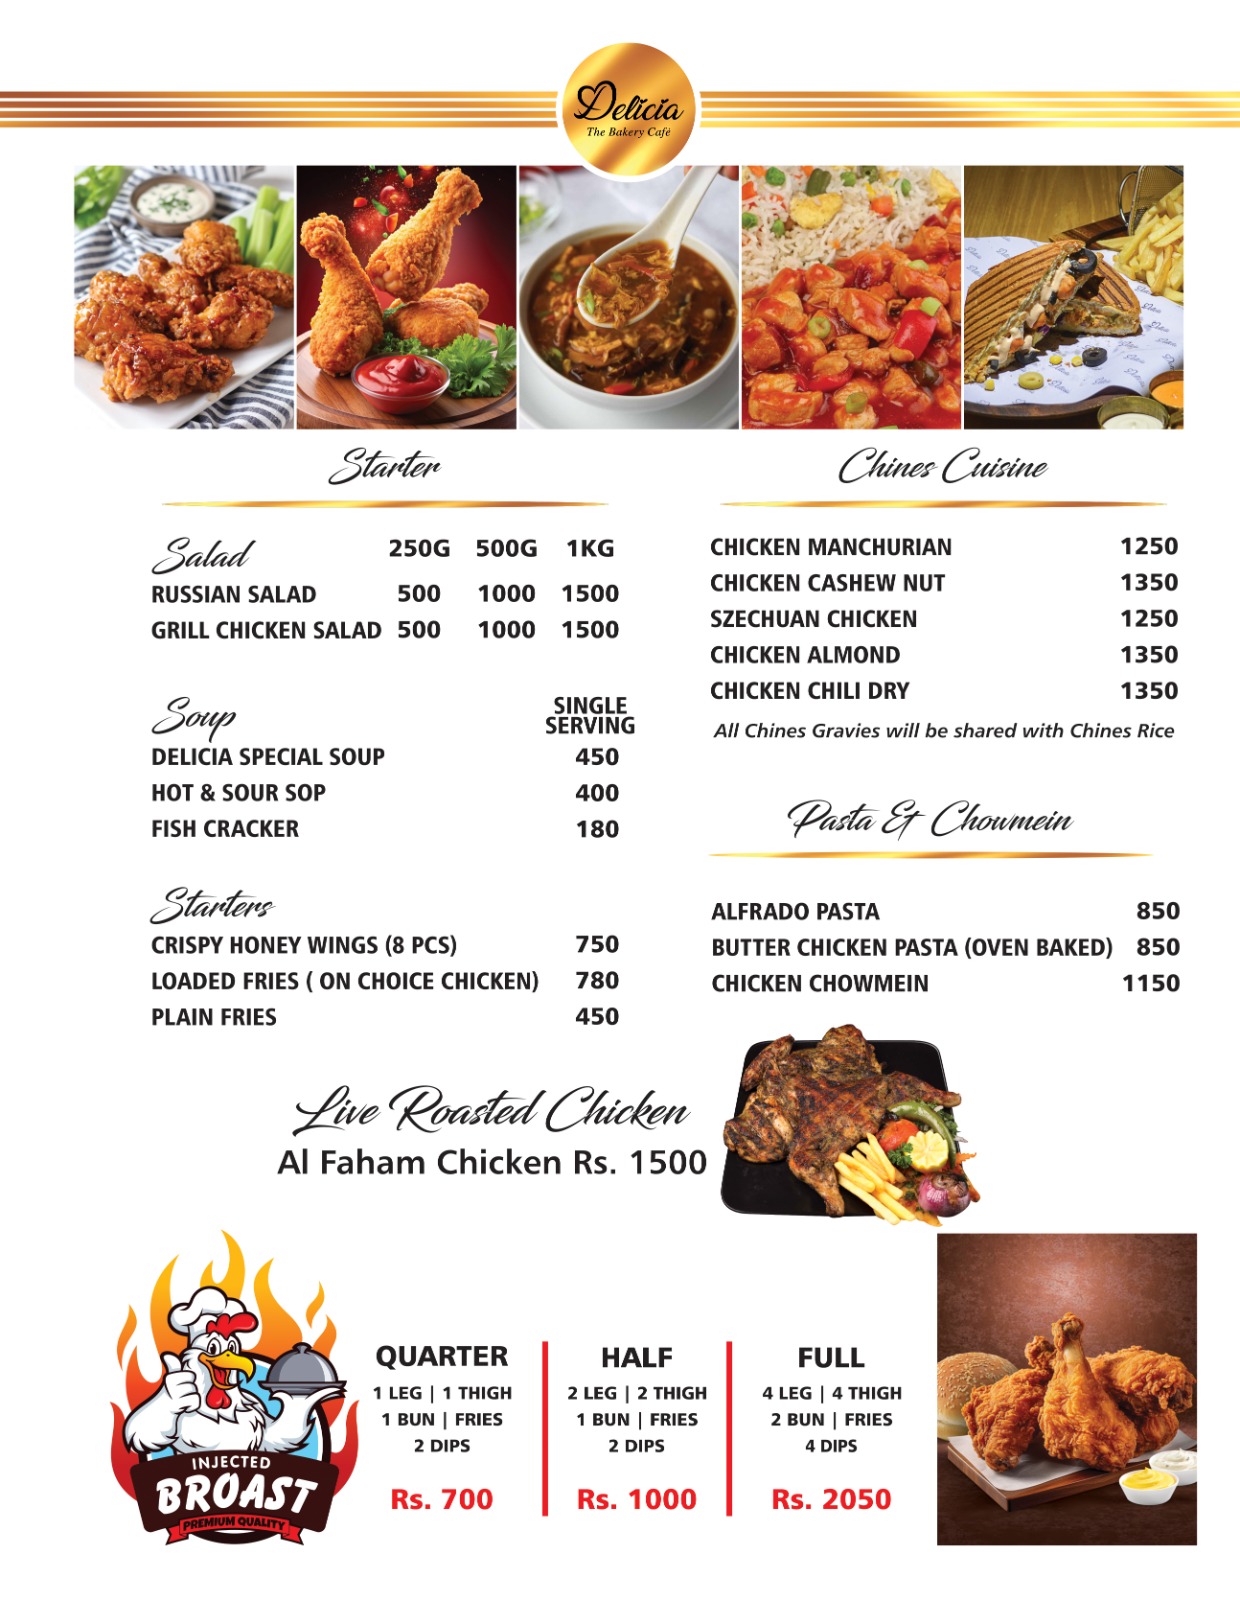 Delicia
The Bakery Café
Starter
Salad 250G 500G 1KG
RUSSIAN SALAD 500 1000 1500
GRILL CHICKEN SALAD 500 1000 1500
Soup SINGLE SERVING
DELICIA SPECIAL SOUP 450
HOT & SOUR SOP 400
FISH CRACKER 180
Starters
CRISPY HONEY WINGS (8 PCS) 750
LOADED FRIES ( ON CHOICE CHICKEN) 780
PLAIN FRIES 450
Chines Cuisine
CHICKEN MANCHURIAN 1250
CHICKEN CASHEW NUT 1350
SZECHUAN CHICKEN 1250
CHICKEN ALMOND 1350
CHICKEN CHILI DRY 1350
All Chines Gravies will be shared with Chines Rice
Pasta & Chowmein
ALFRADO PASTA 850
BUTTER CHICKEN PASTA (OVEN BAKED) 850
CHICKEN CHOWMEIN 1150
Live Roasted Chicken
Al Faham Chicken Rs. 1500
INJECTED
BROAST
PREMIUM QUALITY
QUARTER
1 LEG | 1 THIGH
1 BUN | FRIES
2 DIPS
Rs. 700
HALF
2 LEG | 2 THIGH
1 BUN | FRIES
2 DIPS
Rs. 1000
FULL
4 LEG | 4 THIGH
2 BUN | FRIES
4 DIPS
Rs. 2050